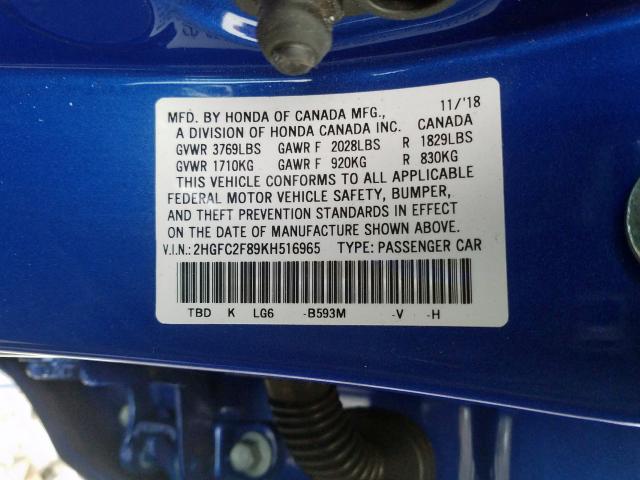 MFD. BY HONDA OF CANADA MFG., 11/'18
A DIVISION OF HONDA CANADA INC. CANADA
GVWR 3769LBS GAWR F 2028LBS R 1829LBS
GVWR 1710KG GAWR F 920KG R 830KG
THIS VEHICLE CONFORMS TO ALL APPLICABLE
FEDERAL MOTOR VEHICLE SAFETY, BUMPER,
AND THEFT PREVENTION STANDARDS IN EFFECT
ON THE DATE OF MANUFACTURE SHOWN ABOVE.
V.I.N.: 2HGFC2F89KH516965 TYPE: PASSENGER CAR
TBD K LG6 -B593M -V -H